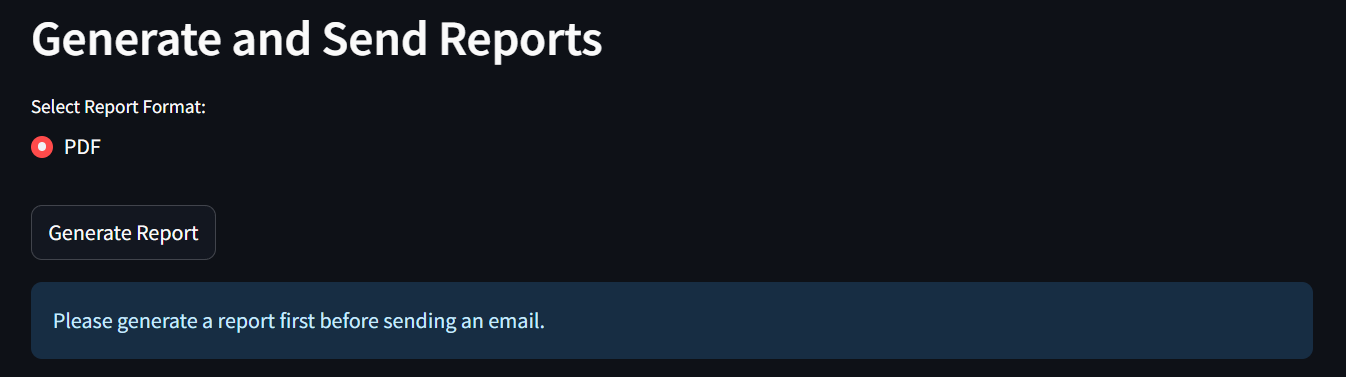 Generate and Send Reports
Select Report Format:
PDF
Generate Report
Please generate a report first before sending an email.